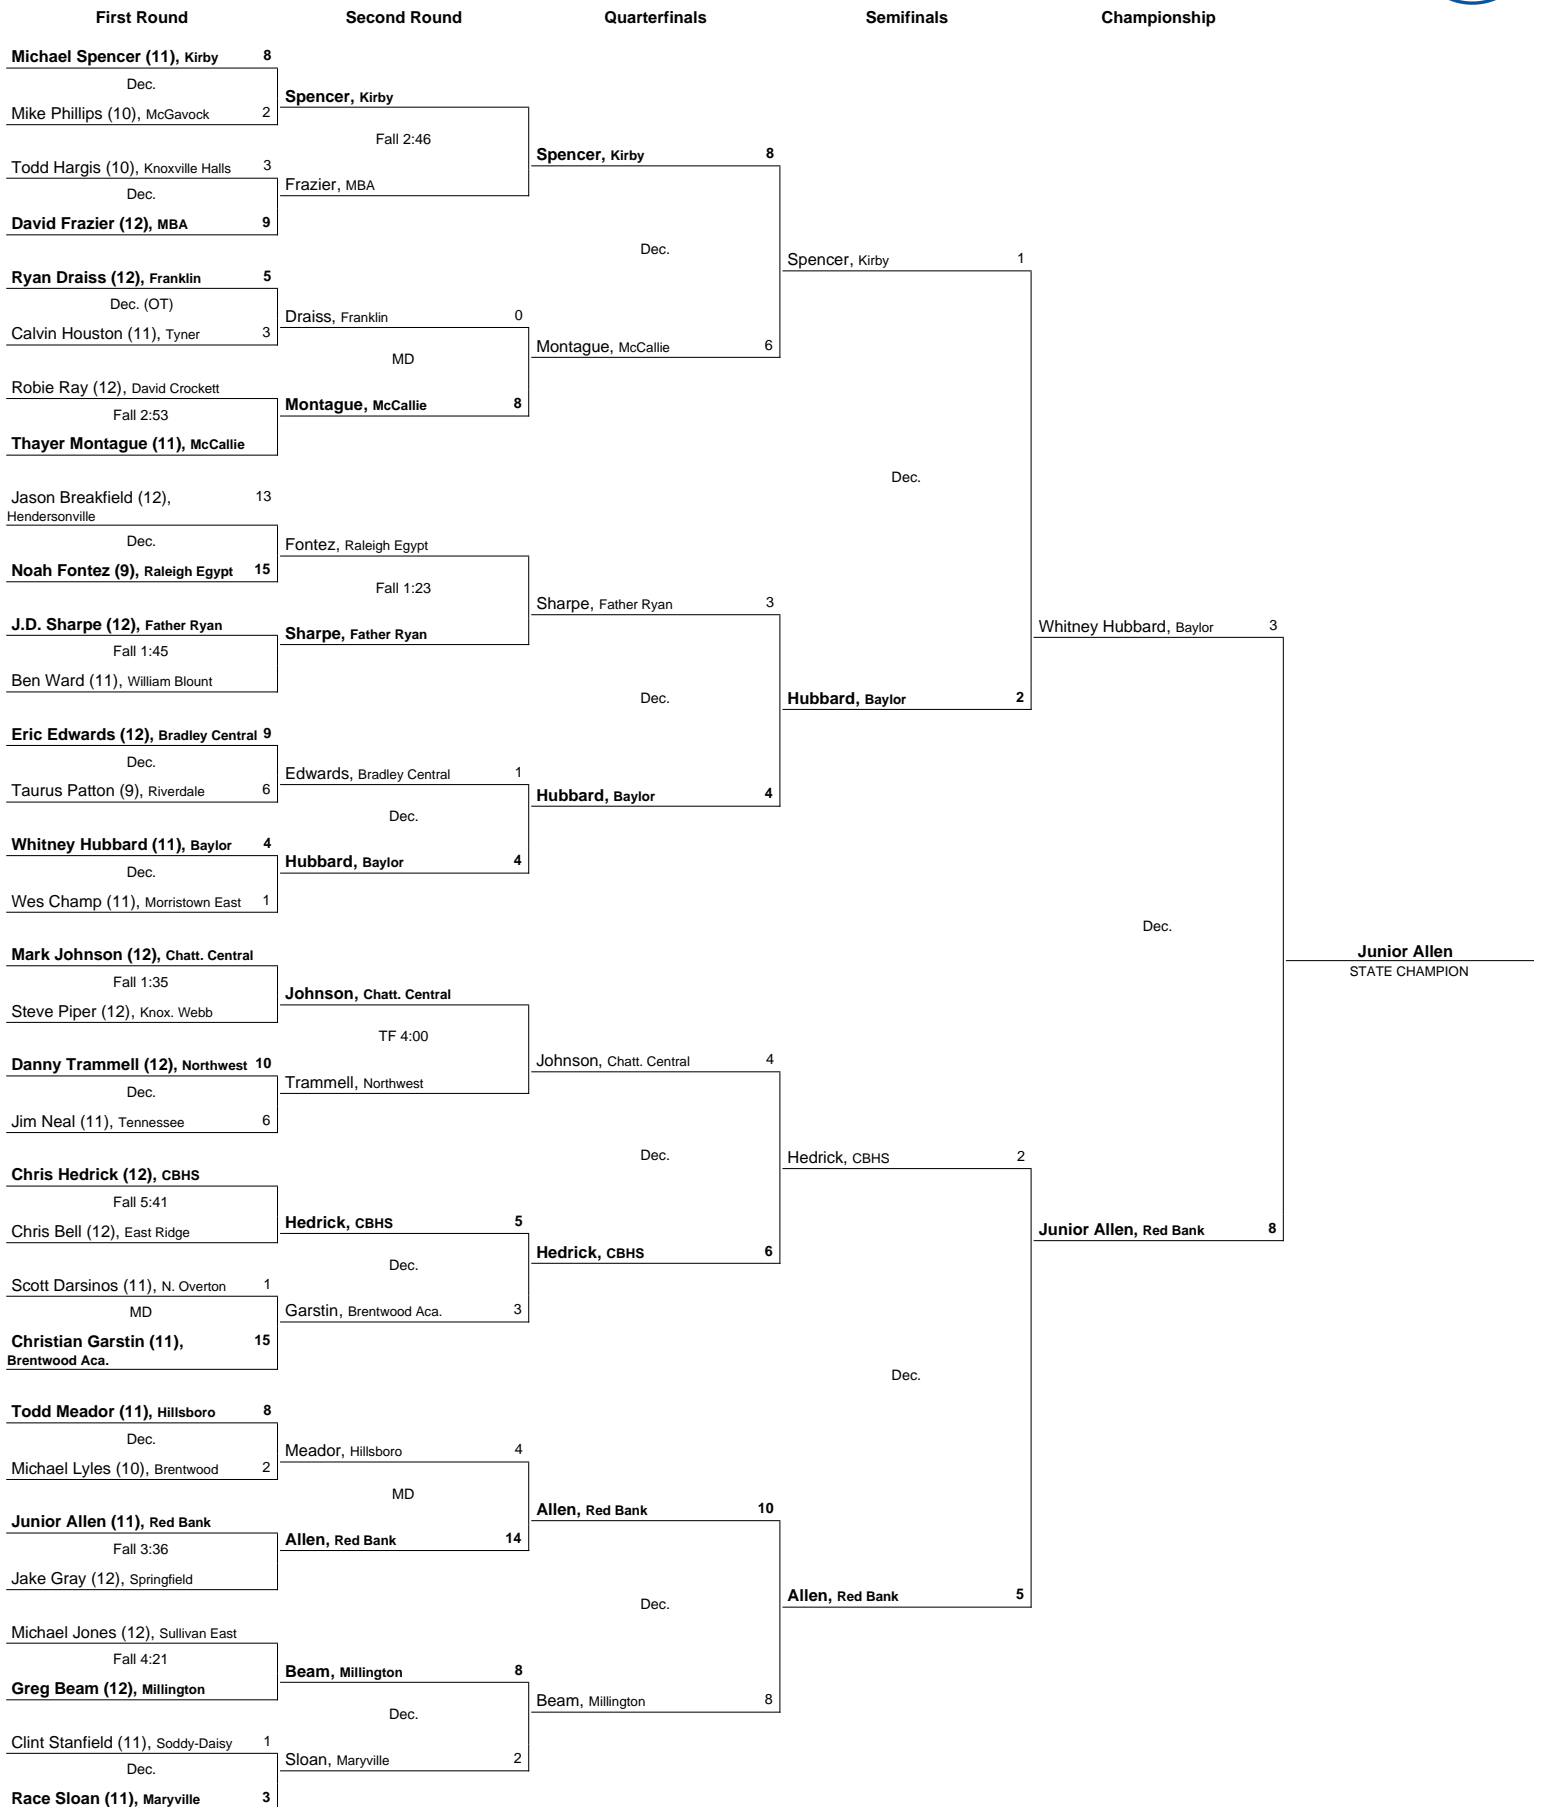 First Round Second Round Quarterfinals Semifinals Championship
Michael Spencer (11), Kirby 8
Dec.
Mike Phillips (10), McGavock 2
Todd Hargis (10), Knoxville Halls 3
Dec.
David Frazier (12), MBA 9
Ryan Draiss (12), Franklin 5
Dec. (OT)
Calvin Houston (11), Tyner 3
Robie Ray (12), David Crockett
Fall 2:53
Thayer Montague (11), McCallie
Jason Breakfield (12), 13
Hendersonville
Dec.
Noah Fontez (9), Raleigh Egypt 15
J.D. Sharpe (12), Father Ryan
Fall 1:45
Ben Ward (11), William Blount
Eric Edwards (12), Bradley Central 9
Dec.
Taurus Patton (9), Riverdale 6
Whitney Hubbard (11), Baylor 4
Dec.
Wes Champ (11), Morristown East 1
Mark Johnson (12), Chatt. Central
Fall 1:35
Steve Piper (12), Knox. Webb
Danny Trammell (12), Northwest 10
Dec.
Jim Neal (11), Tennessee 6
Chris Hedrick (12), CBHS
Fall 5:41
Chris Bell (12), East Ridge
Scott Darsinos (11), N. Overton 1
MD
Christian Garstin (11), 15
Brentwood Aca.
Todd Meador (11), Hillsboro 8
Dec.
Michael Lyles (10), Brentwood 2
Junior Allen (11), Red Bank
Fall 3:36
Jake Gray (12), Springfield
Michael Jones (12), Sullivan East
Fall 4:21
Greg Beam (12), Millington
Clint Stanfield (11), Soddy-Daisy 1
Dec.
Race Sloan (11), Maryville 3
Spencer, Kirby
Fall 2:46
Frazier, MBA
Draiss, Franklin 0
MD
Montague, McCallie 8
Fontez, Raleigh Egypt
Fall 1:23
Sharpe, Father Ryan
Edwards, Bradley Central 1
Dec.
Hubbard, Baylor 4
Johnson, Chatt. Central
TF 4:00
Trammell, Northwest
Hedrick, CBHS 5
Dec.
Garstin, Brentwood Aca. 3
Meador, Hillsboro 4
MD
Allen, Red Bank 14
Beam, Millington 8
Dec.
Sloan, Maryville 2
Spencer, Kirby 8
Dec.
Montague, McCallie 6
Sharpe, Father Ryan 3
Dec.
Hubbard, Baylor 4
Johnson, Chatt. Central 4
Dec.
Hedrick, CBHS 6
Allen, Red Bank 10
Dec.
Beam, Millington 8
Spencer, Kirby 1
Dec.
Hubbard, Baylor 2
Hedrick, CBHS 2
Dec.
Allen, Red Bank 5
Whitney Hubbard, Baylor 3
Dec.
Junior Allen, Red Bank 8
Junior Allen
STATE CHAMPION